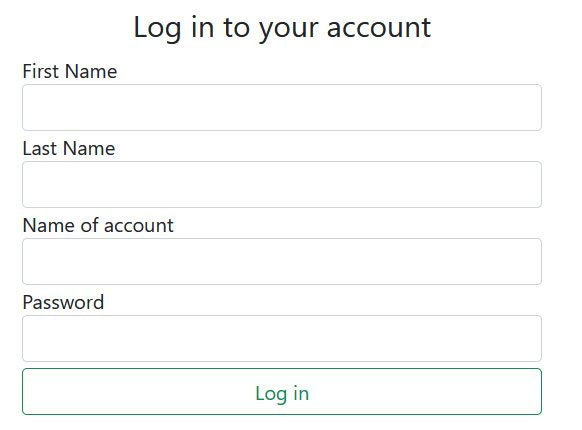 Log in to your account
First Name
Last Name
Name of account
Password
Log in